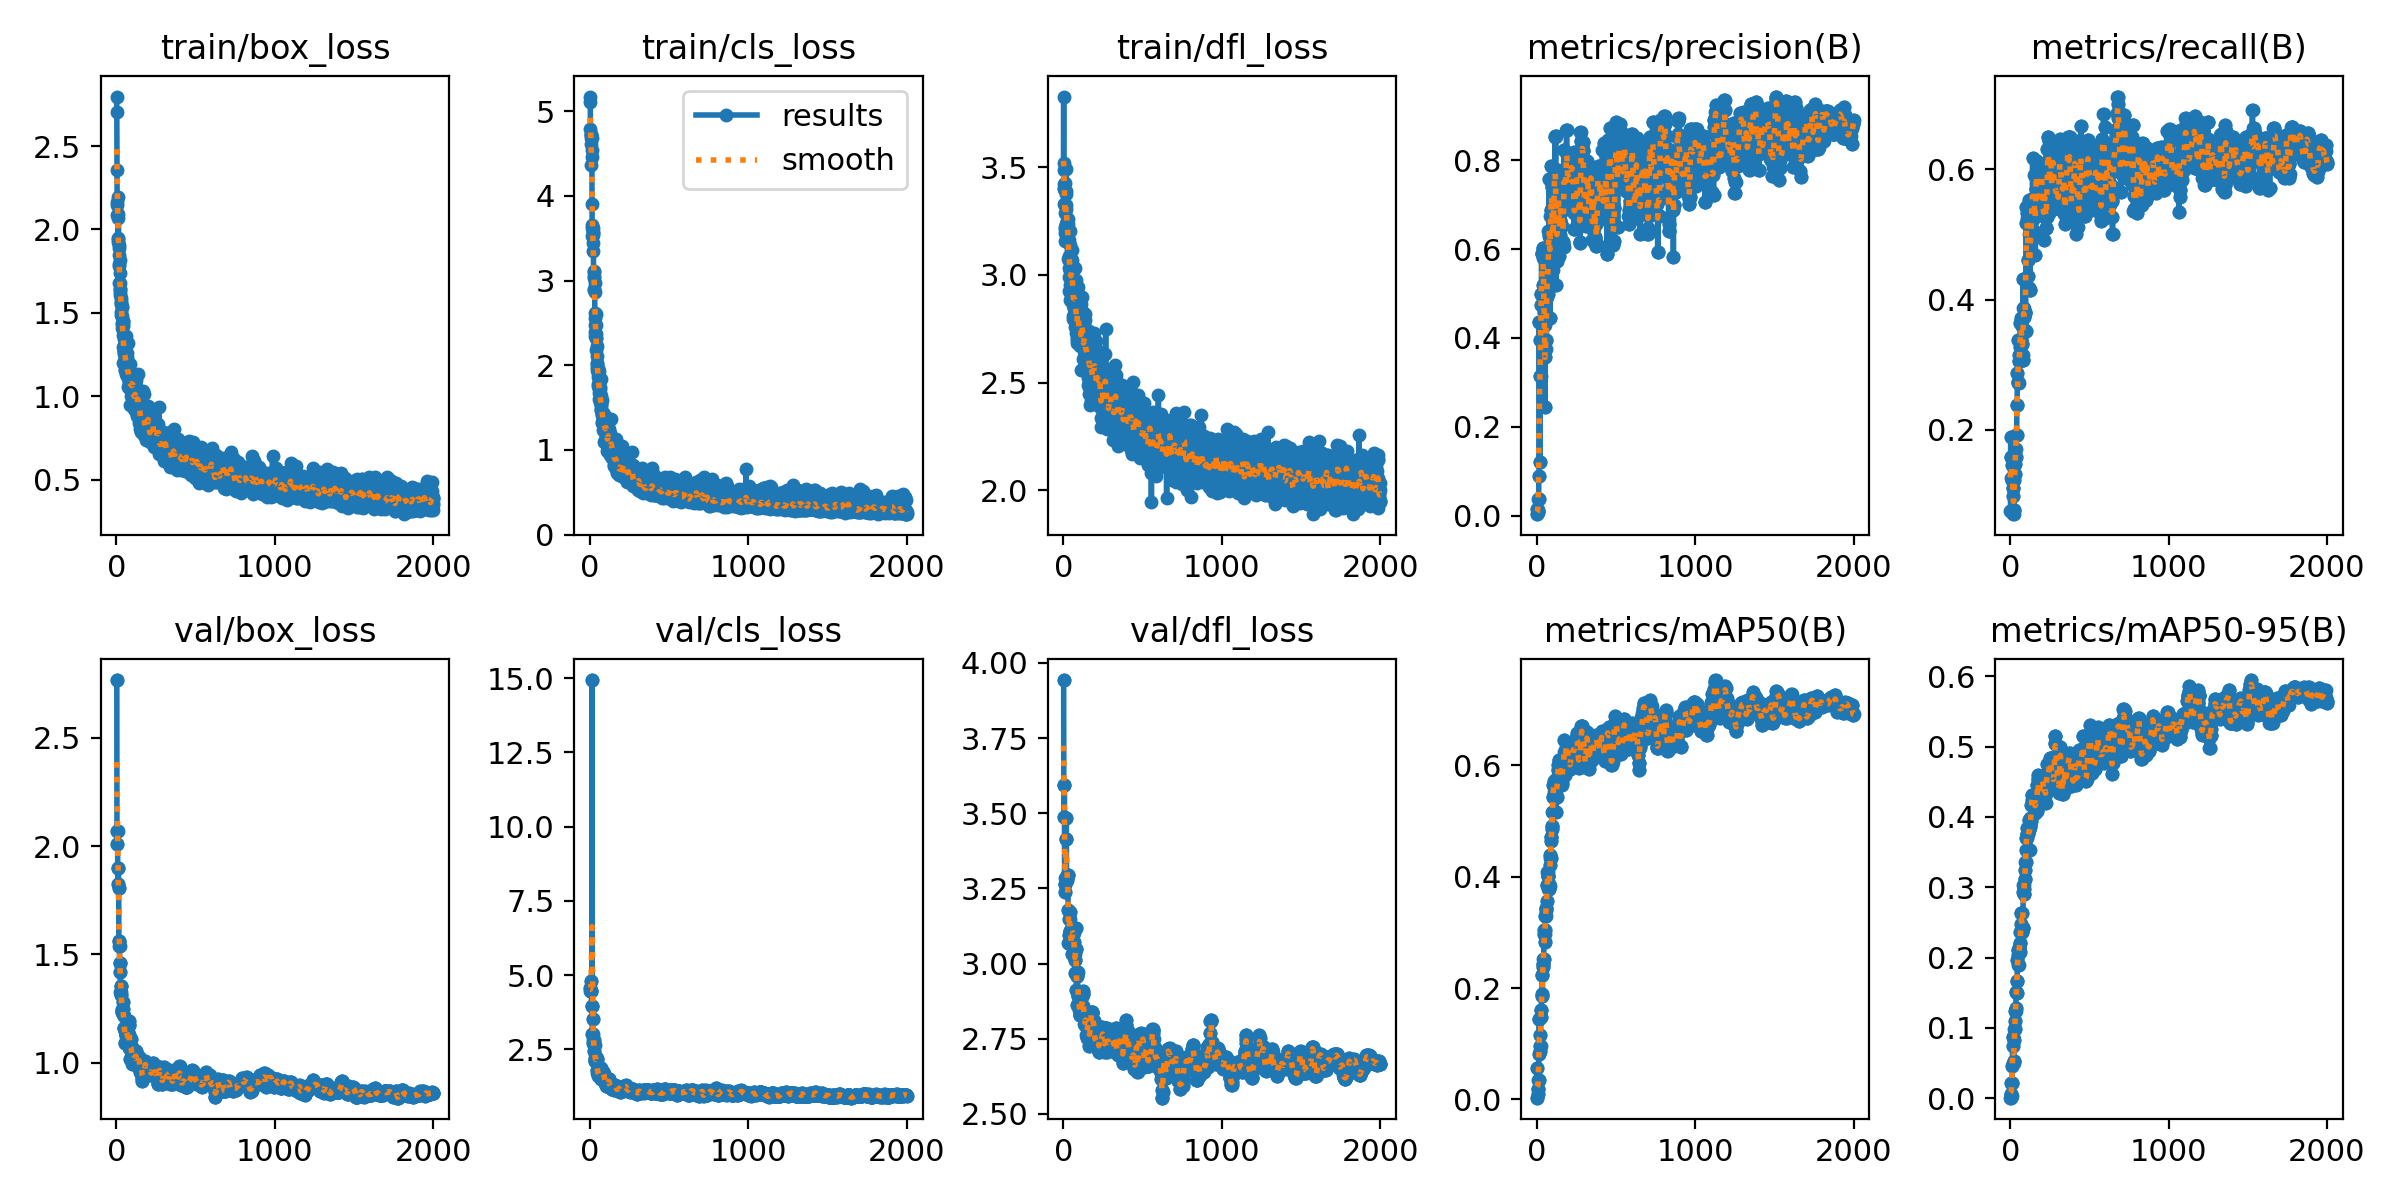 train/box_loss
2.5
2.0
1.5
1.0
0.5
0 1000 2000
train/cls_loss
results
smooth
5
4
3
2
1
0
0 1000 2000
train/dfl_loss
3.5
3.0
2.5
2.0
0 1000 2000
metrics/precision(B)
0.8
0.6
0.4
0.2
0.0
0 1000 2000
metrics/recall(B)
0.6
0.4
0.2
0 1000 2000
val/box_loss
2.5
2.0
1.5
1.0
0 1000 2000
val/cls_loss
15.0
12.5
10.0
7.5
5.0
2.5
0 1000 2000
val/dfl_loss
4.00
3.75
3.50
3.25
3.00
2.75
2.50
0 1000 2000
metrics/mAP50(B)
0.6
0.4
0.2
0.0
0 1000 2000
metrics/mAP50-95(B)
0.6
0.5
0.4
0.3
0.2
0.1
0.0
0 1000 2000